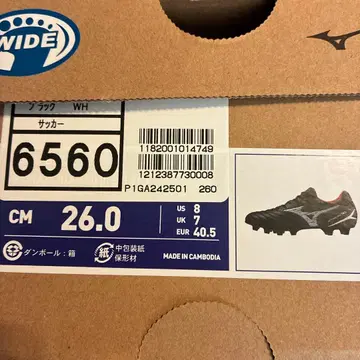 WIDE
ブラック WH
サッカー
6560
1182001014749
1212387730008
P1GA242501 260
CM 26.0
US 8
UK 7
EUR 40.5
ダンボール:箱
紙
中包装紙
保形材
MADE IN CAMBODIA